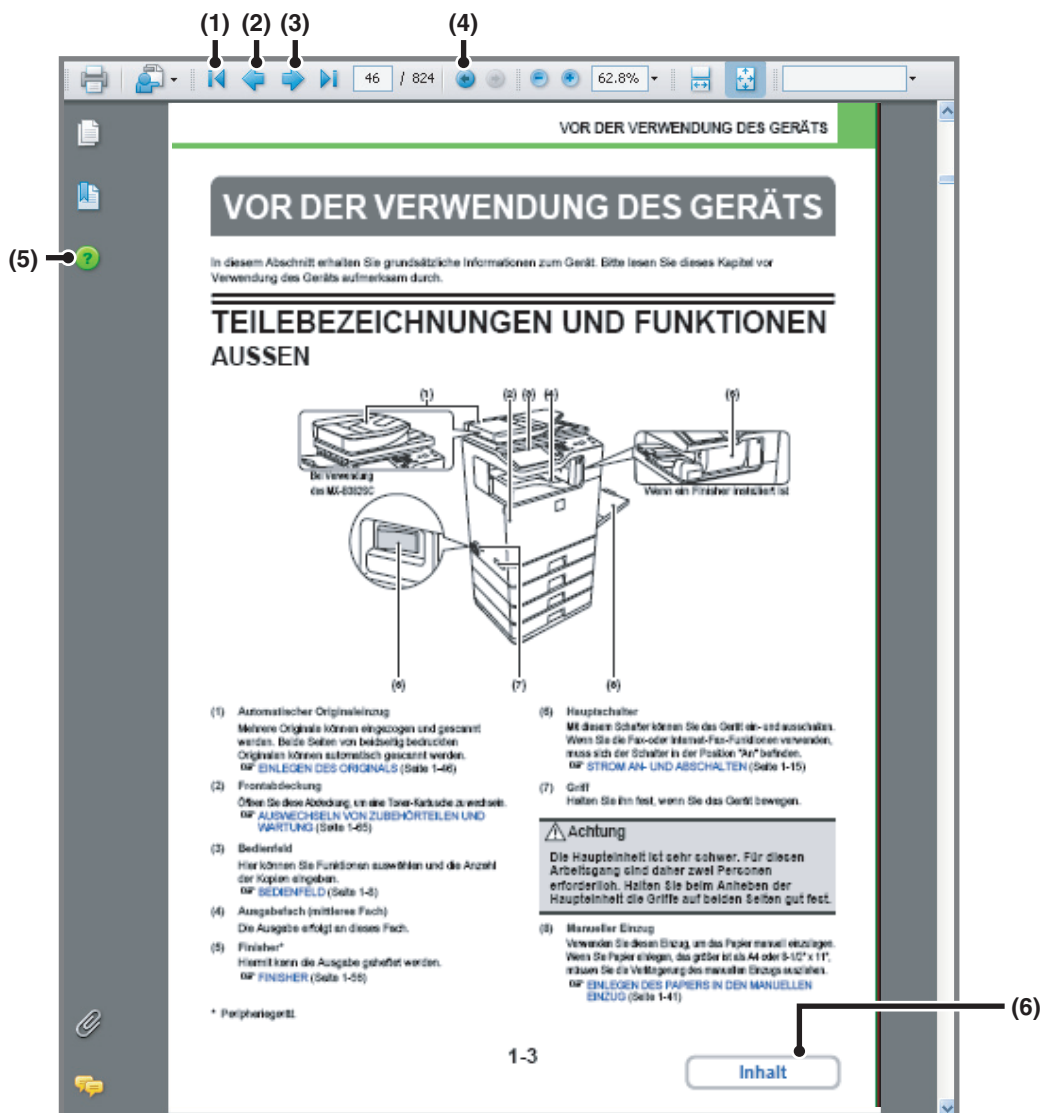 (1) (2) (3) (4)
46 / 824 62.8%
VOR DER VERWENDUNG DES GERÄTS
VOR DER VERWENDUNG DES GERÄTS
(5)
In diesem Abschnitt erhalten Sie grundsätzliche Informationen zum Gerät. Bitte lesen Sie dieses Kapitel vor
Verwendung des Geräts aufmerksam durch.
TEILEBEZEICHNUNGEN UND FUNKTIONEN
AUSSEN
(1) (2) (3) (4) (5)
Bei Verwendung
des
Wenn ein Finisher installiert ist
(6) (7) (8)
(1) Automatischer Originaleinzug
Mehrere Originale können eingezogen und gescannt
werden. Beide Seiten von beidseitig bedruckten
Originalen können automatisch gescannt werden.
EINLEGEN DES ORIGINALS (Seite 1-46)
(2) Frontabdeckung
Öffnen Sie diese Abdeckung, um eine Toner-Kartusche zu wechseln.
AUSWECHSELN VON ZUBEHÖRTEILEN UND
WARTUNG (Seite 1-65)
(3) Bedienfeld
Hier können Sie Funktionen auswählen und die Anzahl
der Kopien eingeben.
BEDIENFELD (Seite 1-8)
(4) Ausgabefach (mittleres Fach)
Die Ausgabe erfolgt an dieses Fach.
(5) Finisher*
Hiermit kann die Ausgabe geheftet werden.
FINISHER (Seite 1-56)
* Peripheriegerät.
(6) Hauptschalter
Mit diesem Schalter können Sie das Gerät ein- und ausschalten.
Wenn Sie die Fax-oder Internet-Fax-Funktionen verwenden,
muss sich der Schalter in der Position "An" befinden.
STROM AN- UND ABSCHALTEN (Seite 1-15)
(7) Griff
Halten Sie ihn fest, wenn Sie das Gerät bewegen.
Achtung
Die Haupteinheit ist sehr schwer. Für diesen
Arbeitsgang sind daher zwei Personen
erforderlich. Halten Sie beim Anheben der
Haupteinheit die Griffe auf beiden Seiten gut fest.
(8) Manueller Einzug
Verwenden Sie diesen Einzug, um das Papier manuell einzulegen.
Wenn Sie Papier einlegen, das größer ist als A4 oder 8-1/2" x 11",
müssen Sie die Verlängerung des manuellen Einzugs ausziehen.
EINLEGEN DES PAPIERS IN DEN MANUELLEN
EINZUG (Seite 1-41)
(6)
1-3
Inhalt